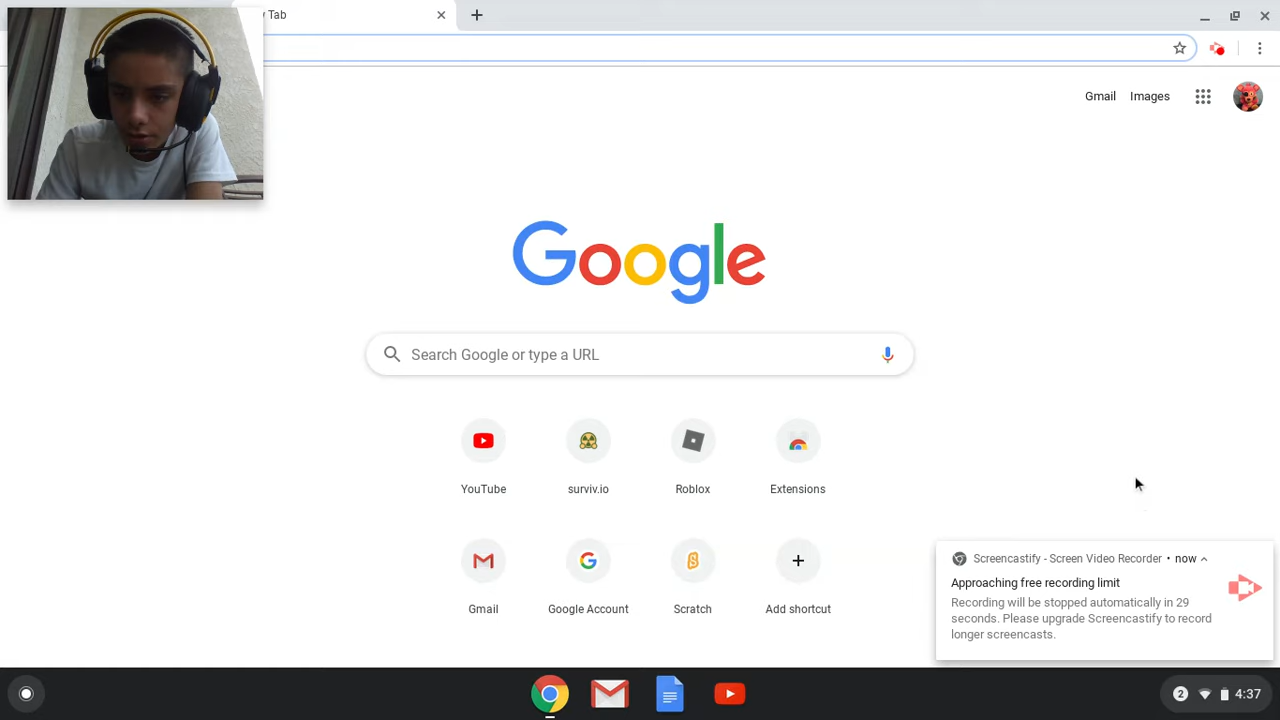 Tab
Gmail Images
Google
Search Google or type a URL
YouTube surviv.io Roblox Extensions
Gmail Google Account Scratch Add shortcut
Screencastify - Screen Video Recorder • now
Approaching free recording limit
Recording will be stopped automatically in 29
seconds. Please upgrade Screencastify to record
longer screencasts.
2 4:37